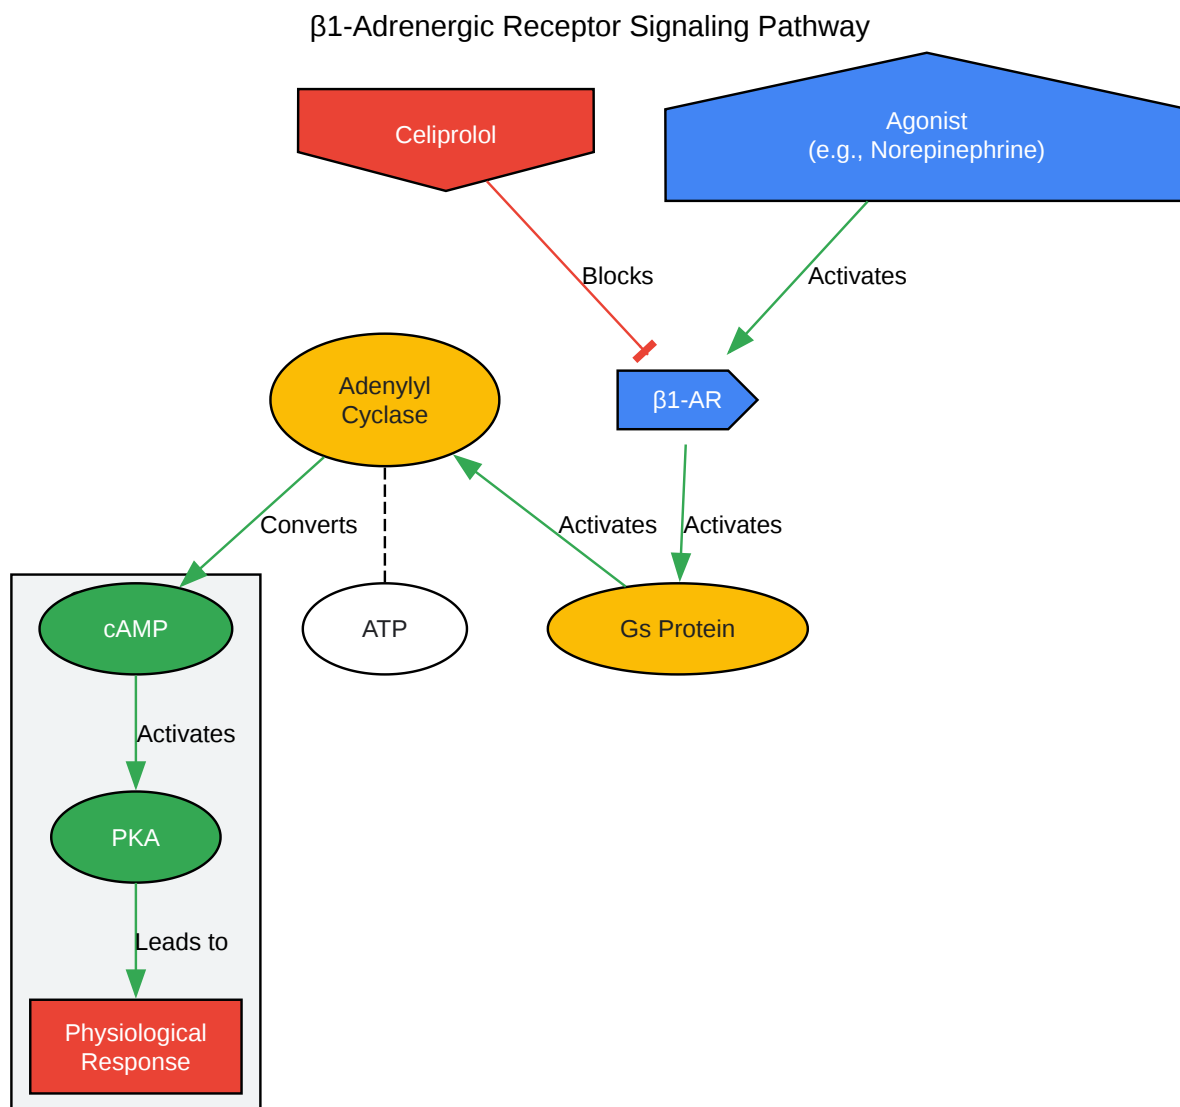 β1-Adrenergic Receptor Signaling Pathway
Celiprolol
Agonist
(e.g., Norepinephrine)
Blocks
Activates
Adenylyl
Cyclase
β1-AR
Converts
Activates
Activates
cAMP
ATP
Gs Protein
Activates
PKA
Leads to
Physiological
Response